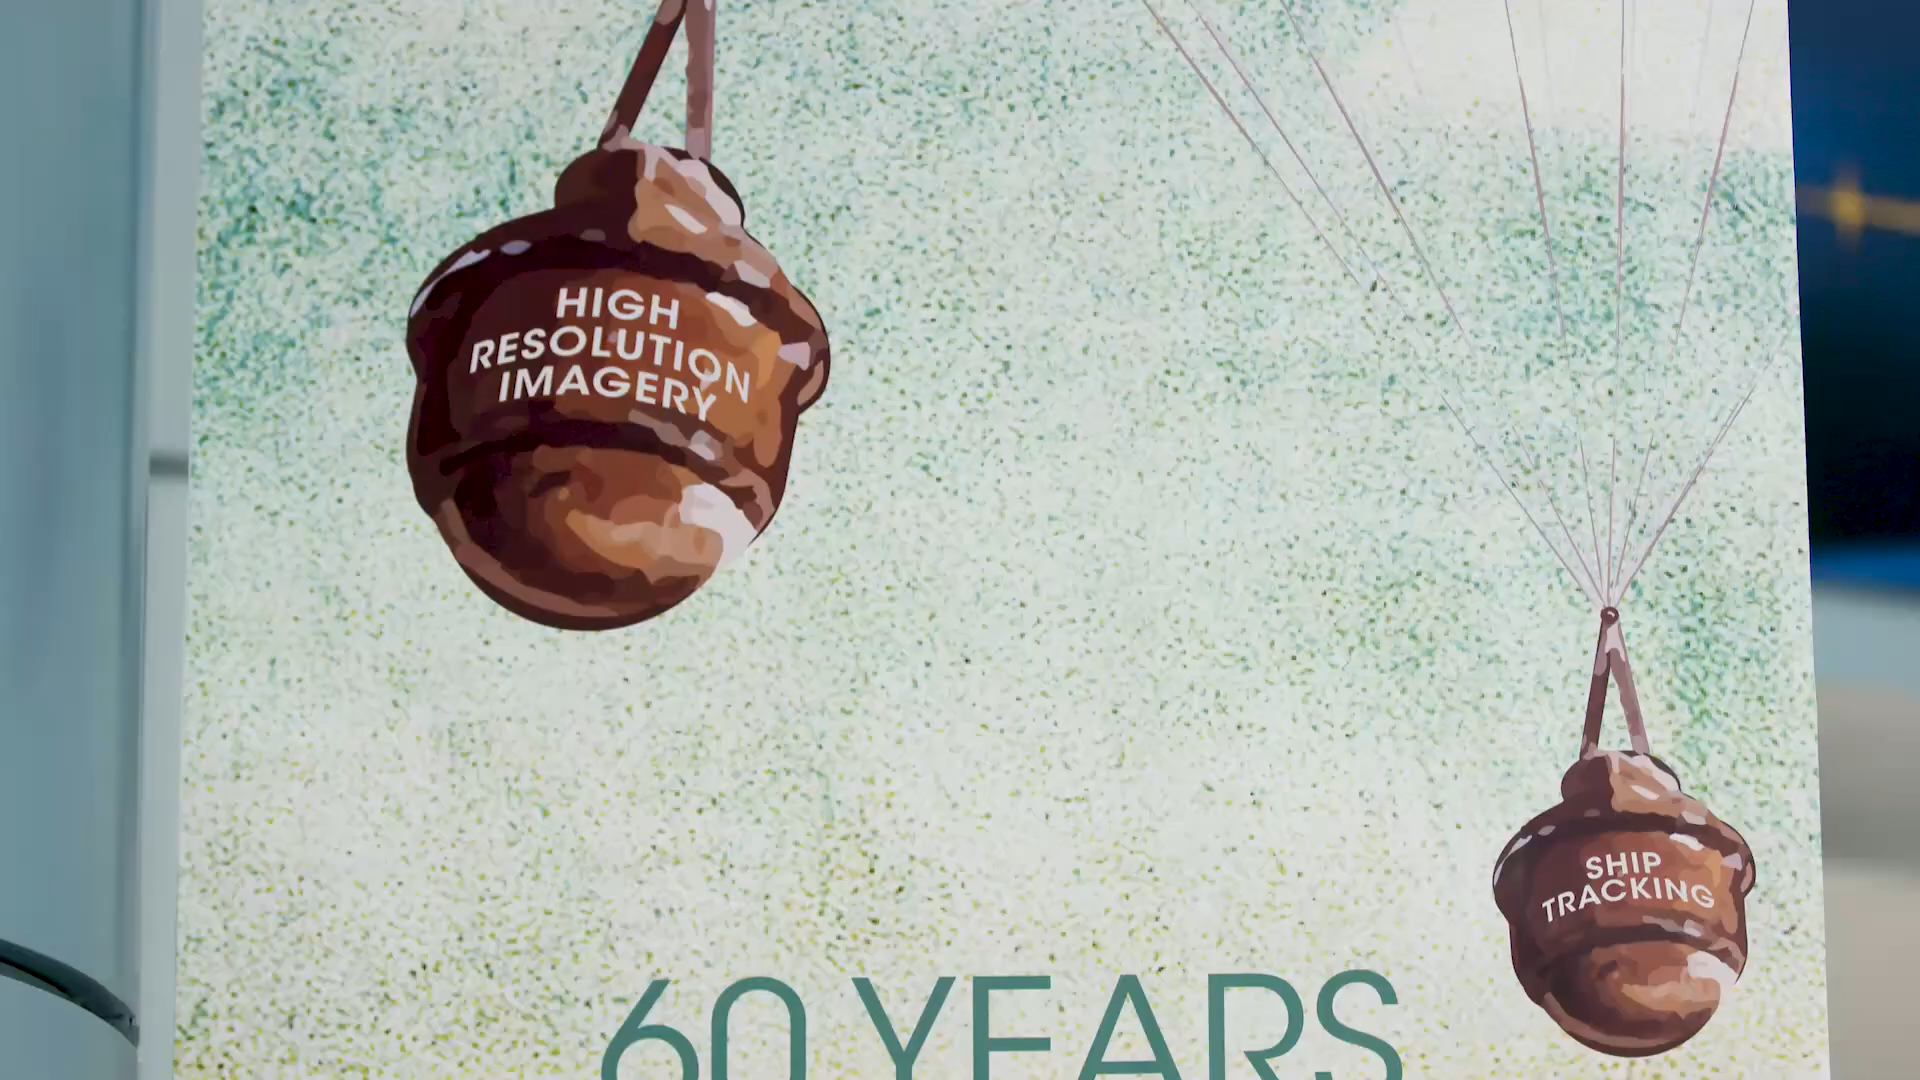 HIGH
RESOLUTION
IMAGERY
SHIP
TRACKING
60 YEARS